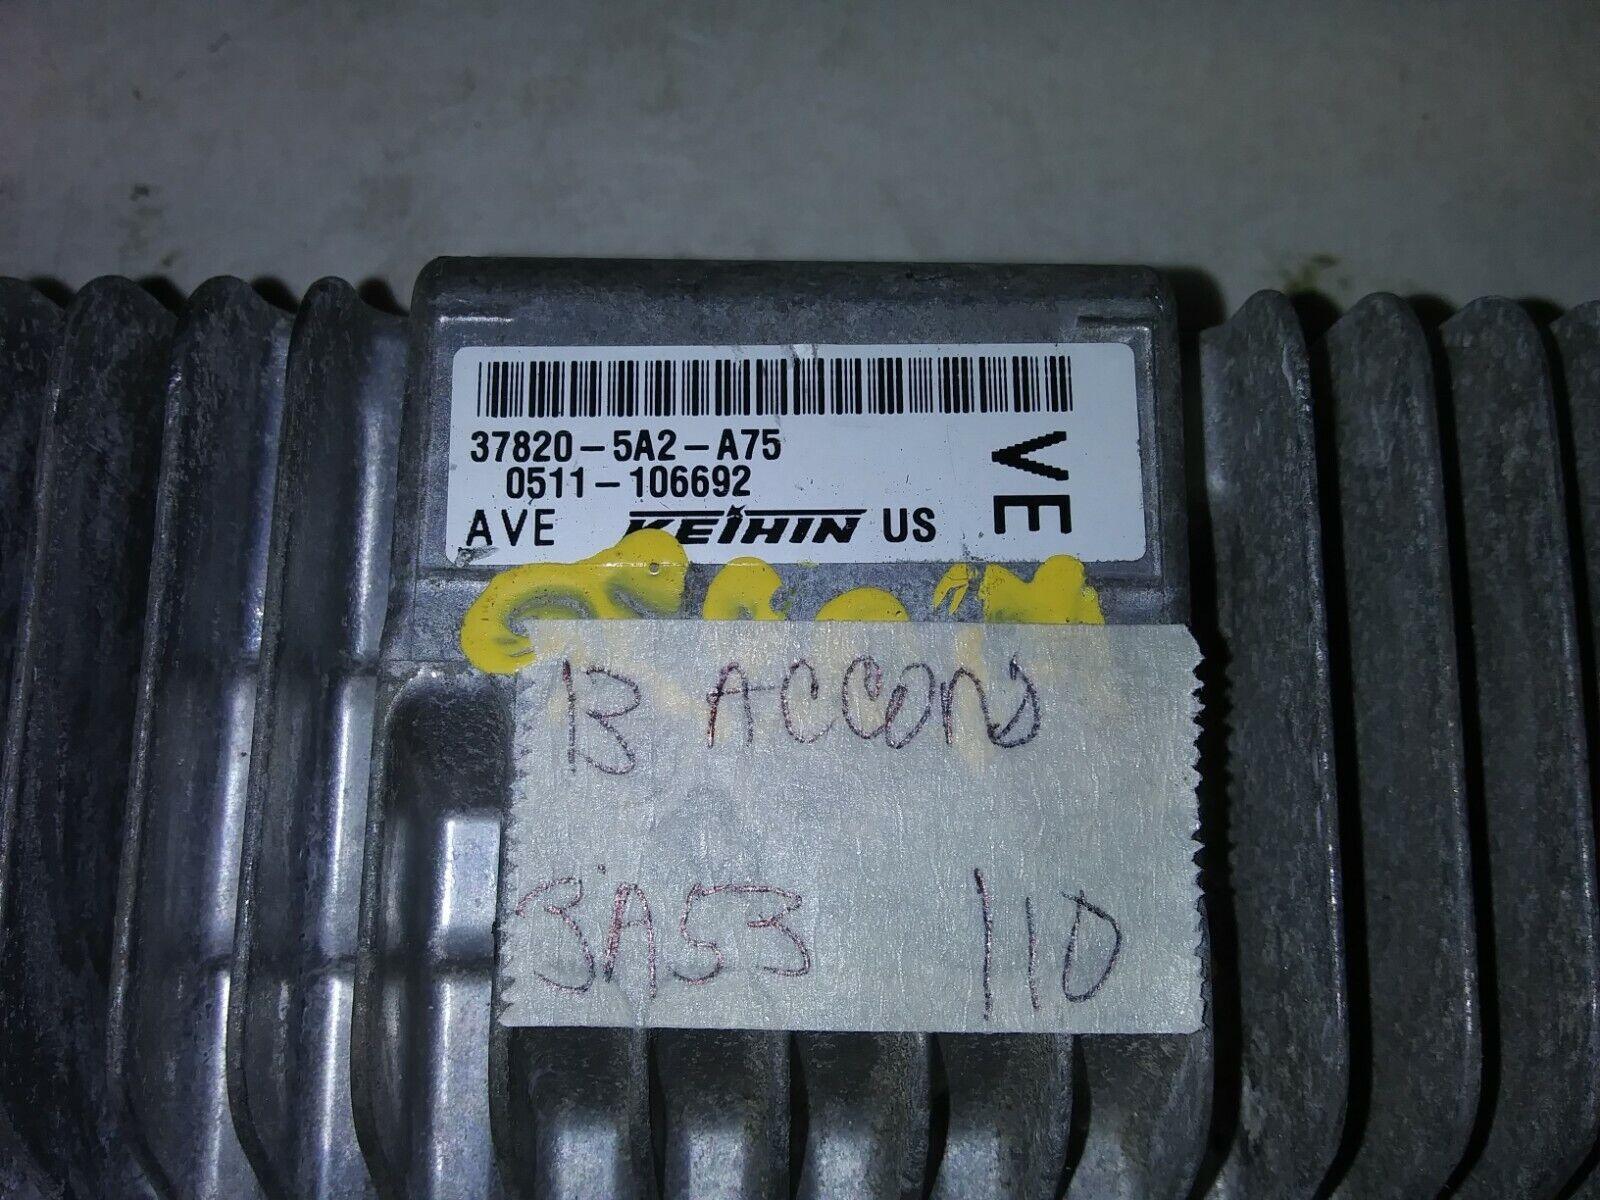 37820-5A2-A75
0511-106692
AVE KEIHIN US
VE
13 ACCORD
3A53 110